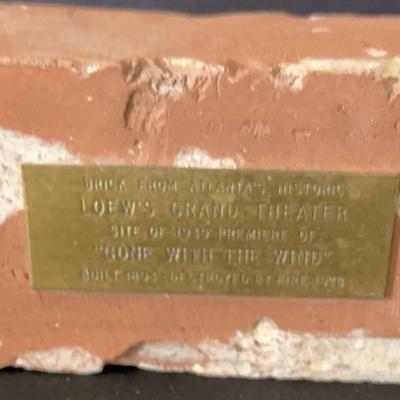 BRICK FROM ATLANTA'S HISTORIC
LOEW'S GRAND THEATER
SITE OF 1939 PREMIERE OF
"GONE WITH THE WIND"
BUILT 1893-DESTROYED BY FIRE 1978